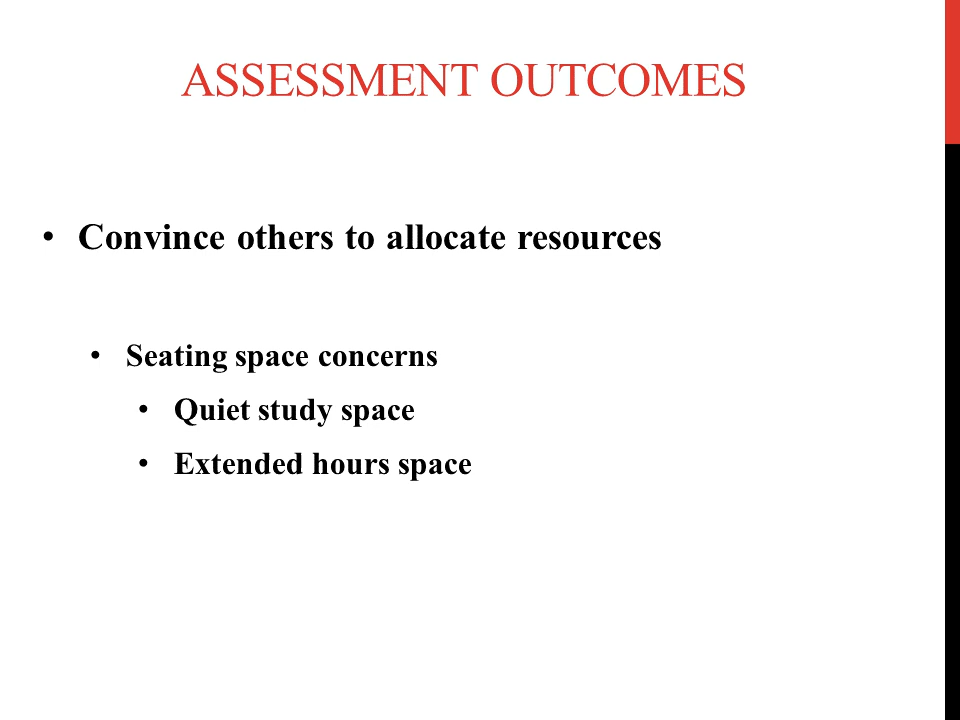 ASSESSMENT OUTCOMES
• Convince others to allocate resources
• Seating space concerns
• Quiet study space
• Extended hours space